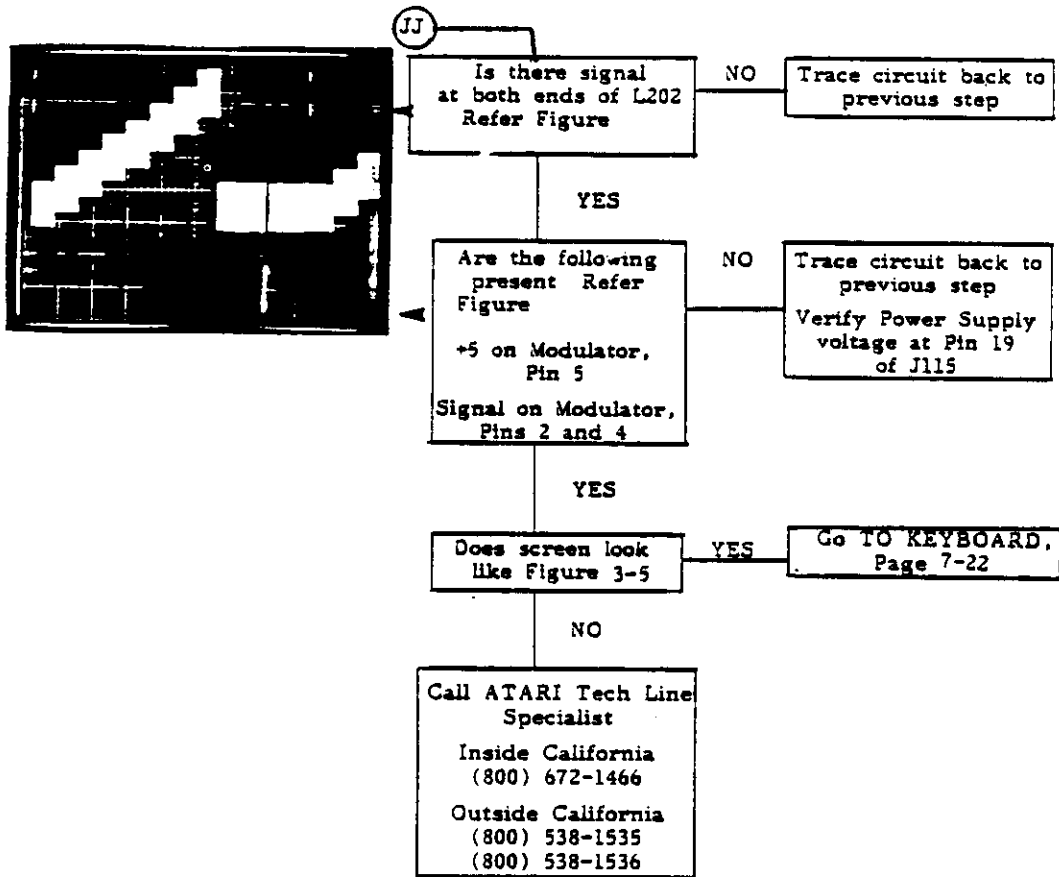 JJ
Is there signal
at both ends of L202
Refer Figure
NO
Trace circuit back to
previous step
YES
Are the following
present Refer
Figure
+5 on Modulator,
Pin 5
Signal on Modulator,
Pins 2 and 4
NO
Trace circuit back to
previous step
Verify Power Supply
voltage at Pin 19
of J115
YES
Does screen look
like Figure 3-5
YES
Go TO KEYBOARD,
Page 7-22
NO
Call ATARI Tech Line
Specialist
Inside California
(800) 672-1466
Outside California
(800) 538-1535
(800) 538-1536